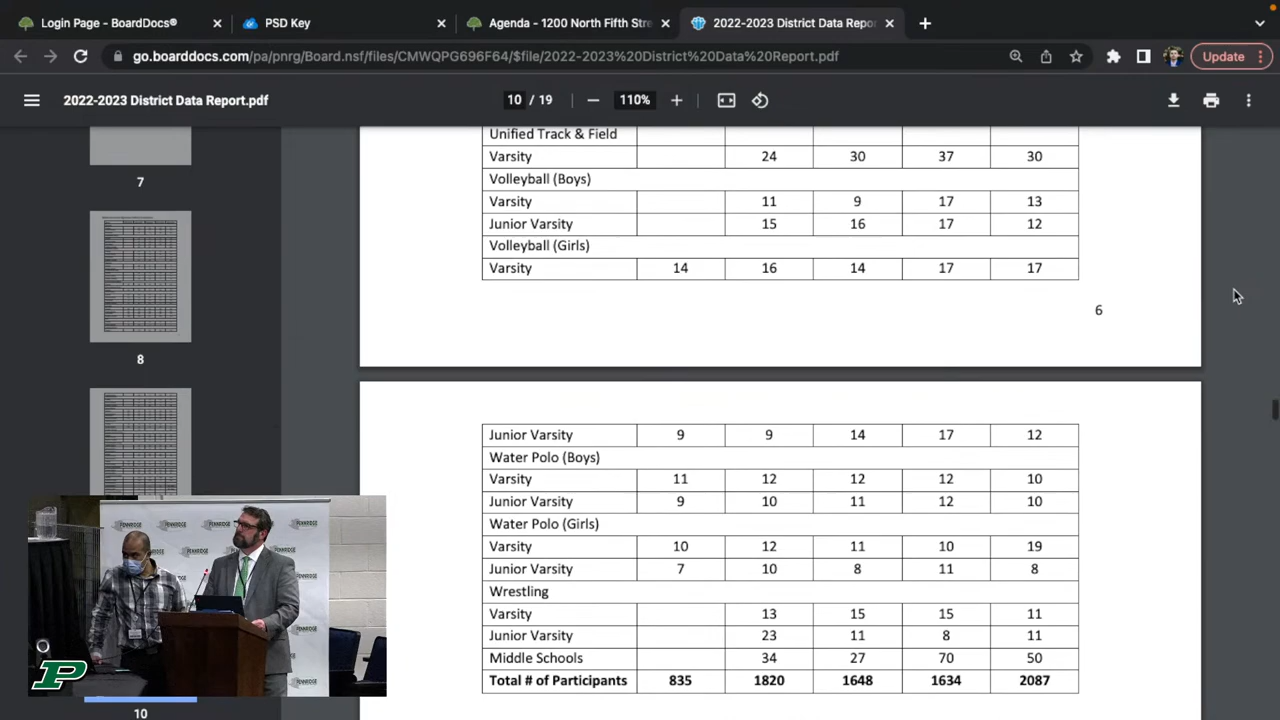 Login Page - BoardDocs®
PSD Key
Agenda - 1200 North Fifth Stre
2022-2023 District Data Repor
go.boarddocs.com/pa/pnrg/Board.nsf/files/CMWQPG696F64/$file/2022-2023%20District%20Data%20Report.pdf
Update
2022-2023 District Data Report.pdf
10 / 19
110%
7
8
10
Unified Track & Field
Varsity 24 30 37 30
Volleyball (Boys)
Varsity 11 9 17 13
Junior Varsity 15 16 17 12
Volleyball (Girls)
Varsity 14 16 14 17 17
6
Junior Varsity 9 9 14 17 12
Water Polo (Boys)
Varsity 11 12 12 12 10
Junior Varsity 9 10 11 12 10
Water Polo (Girls)
Varsity 10 12 11 10 19
Junior Varsity 7 10 8 11 8
Wrestling
Varsity 13 15 15 11
Junior Varsity 23 11 8 11
Middle Schools 34 27 70 50
Total # of Participants 835 1820 1648 1634 2087
PENNRIDGE
PENNRIDGE
PENNRIDGE
P